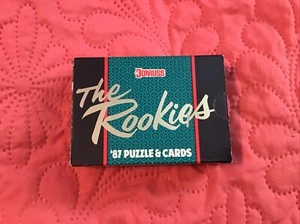 DONRUSS
The
Rookies
'87 PUZZLE & CARDS